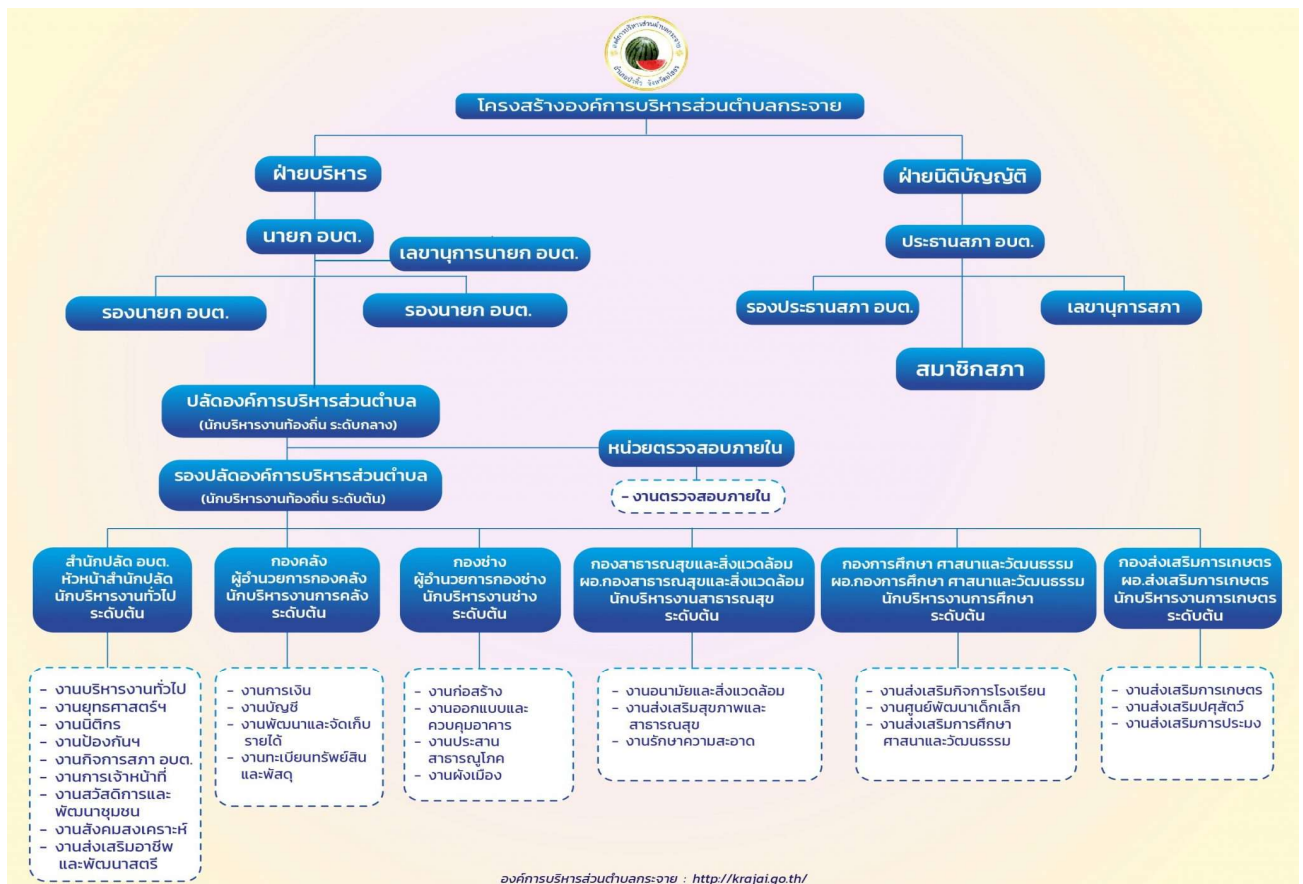 องค์การบริหารส่วนตำบลกระจาย
อำเภอป่าติ้ว จังหวัดยโสธร
โครงสร้างองค์การบริหารส่วนตำบลกระจาย
ฝ่ายบริหาร
ฝ่ายนิติบัญญัติ
นายก อบต.
เลขานุการนายก อบต.
ประธานสภา อบต.
รองนายก อบต.
รองนายก อบต.
รองประธานสภา อบต.
เลขานุการสภา
สมาชิกสภา
ปลัดองค์การบริหารส่วนตำบล
(นักบริหารงานท้องถิ่น ระดับกลาง)
หน่วยตรวจสอบภายใน
- งานตรวจสอบภายใน
รองปลัดองค์การบริหารส่วนตำบล
(นักบริหารงานท้องถิ่น ระดับต้น)
สำนักปลัด อบต.
หัวหน้าสำนักปลัด
นักบริหารงานทั่วไป
ระดับต้น
กองคลัง
ผู้อำนวยการกองคลัง
นักบริหารงานการคลัง
ระดับต้น
กองช่าง
ผู้อำนวยการกองช่าง
นักบริหารงานช่าง
ระดับต้น
กองสาธารณสุขและสิ่งแวดล้อม
ผอ.กองสาธารณสุขและสิ่งแวดล้อม
นักบริหารงานสาธารณสุข
ระดับต้น
กองการศึกษา ศาสนาและวัฒนธรรม
ผอ.กองการศึกษา ศาสนาและวัฒนธรรม
นักบริหารงานการศึกษา
ระดับต้น
กองส่งเสริมการเกษตร
ผอ.ส่งเสริมการเกษตร
นักบริหารงานการเกษตร
ระดับต้น
- งานบริหารงานทั่วไป
- งานยุทธศาสตร์ฯ
- งานนิติกร
- งานป้องกันฯ
- งานกิจการสภา อบต.
- งานการเจ้าหน้าที่
- งานสวัสดิการและ
พัฒนาชุมชน
- งานสังคมสงเคราะห์
- งานส่งเสริมอาชีพ
และพัฒนาสตรี
- งานการเงิน
- งานบัญชี
- งานพัฒนาและจัดเก็บ
รายได้
- งานทะเบียนทรัพย์สิน
และพัสดุ
- งานก่อสร้าง
- งานออกแบบและ
ควบคุมอาคาร
- งานประสาน
สาธารณูโภค
- งานผังเมือง
- งานอนามัยและสิ่งแวดล้อม
- งานส่งเสริมสุขภาพและ
สาธารณสุข
- งานรักษาความสะอาด
- งานส่งเสริมกิจการโรงเรียน
- งานศูนย์พัฒนาเด็กเล็ก
- งานส่งเสริมการศึกษา
ศาสนาและวัฒนธรรม
- งานส่งเสริมการเกษตร
- งานส่งเสริมปศุสัตว์
- งานส่งเสริมการประมง
องค์การบริหารส่วนตำบลกระจาย : http://krajai.go.th/